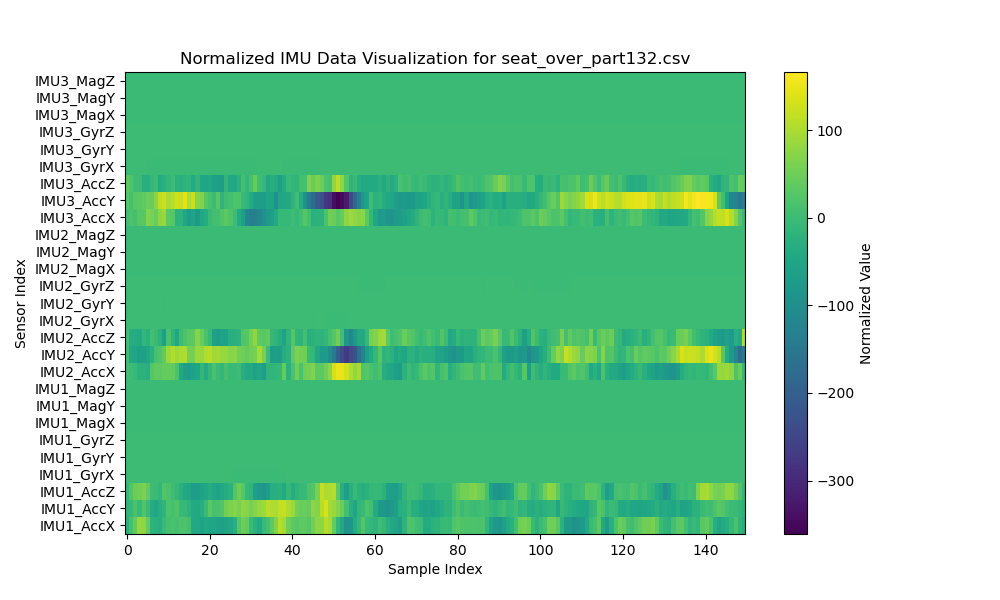 Normalized IMU Data Visualization for seat_over_part132.csv
IMU3_MagZ
IMU3_MagY
IMU3_MagX
IMU3_GyrZ
IMU3_GyrY
IMU3_GyrX
IMU3_AccZ
IMU3_AccY
IMU3_AccX
IMU2_MagZ
IMU2_MagY
IMU2_MagX
IMU2_GyrZ
IMU2_GyrY
IMU2_GyrX
IMU2_AccZ
IMU2_AccY
IMU2_AccX
IMU1_MagZ
IMU1_MagY
IMU1_MagX
IMU1_GyrZ
IMU1_GyrY
IMU1_GyrX
IMU1_AccZ
IMU1_AccY
IMU1_AccX
Sensor Index
0 20 40 60 80 100 120 140
Sample Index
100
0
−100
−200
−300
Normalized Value